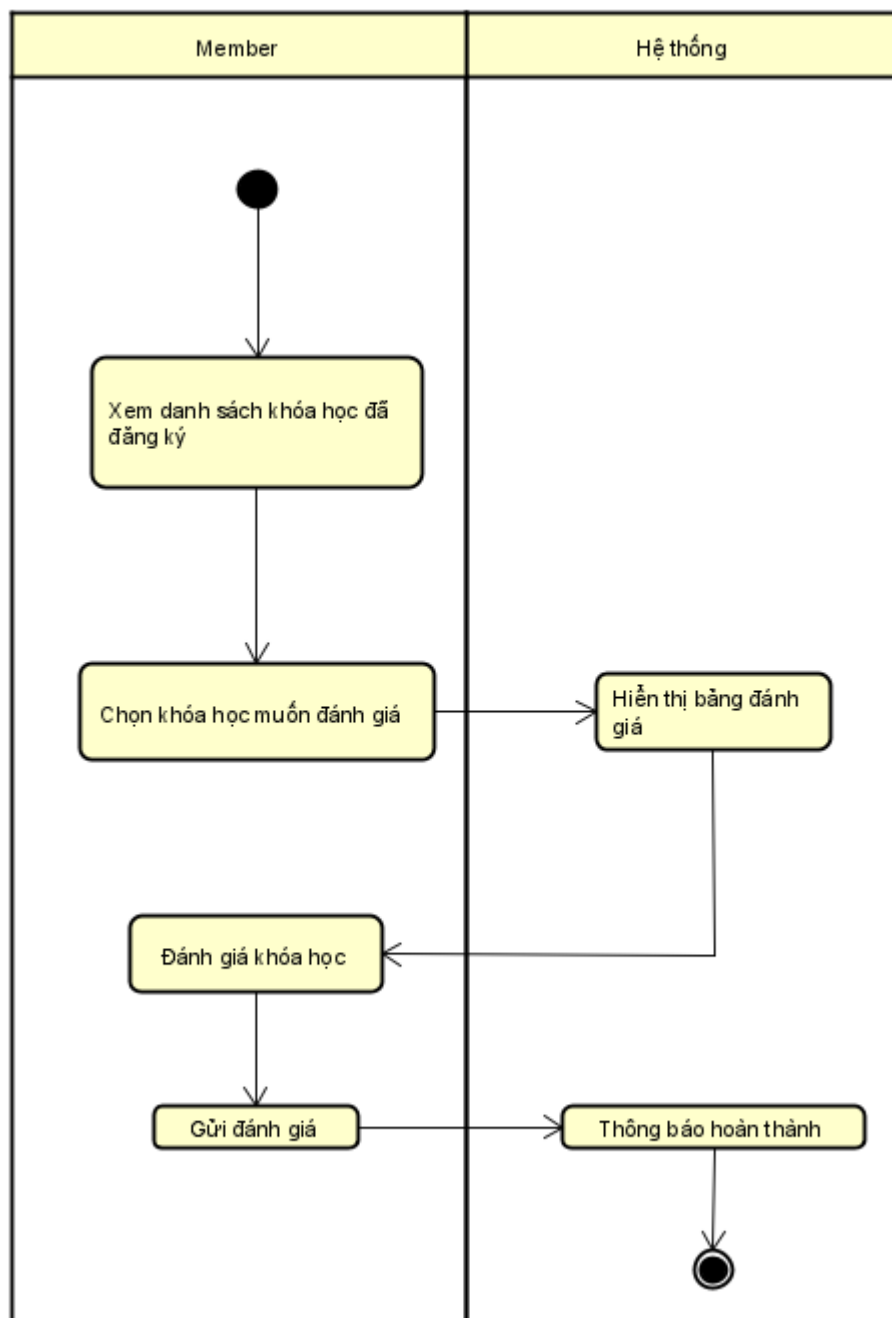 Member
Hệ thống
Xem danh sách khóa học đã
đăng ký
Chọn khóa học muốn đánh giá
Hiển thị bảng đánh
giá
Đánh giá khóa học
Gửi đánh giá
Thông báo hoàn thành